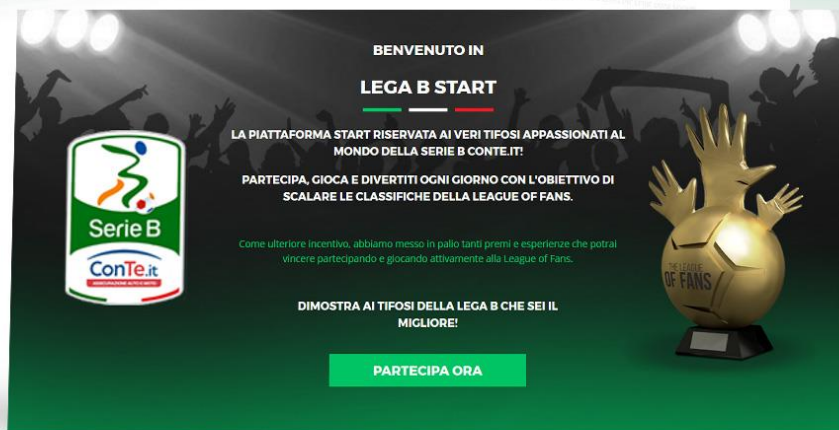 BENVENUTO IN
LEGA B START
LA PIATTAFORMA START RISERVATA AI VERI TIFOSI APPASSIONATI AL
MONDO DELLA SERIE B CONTE.IT!
PARTECIPA, GIOCA E DIVERTITI OGNI GIORNO CON L'OBIETTIVO DI
SCALARE LE CLASSIFICHE DELLA LEAGUE OF FANS.
Serie B
ConTe.it
ASSICURAZIONE AUTO E MOTO
Come ulteriore incentivo, abbiamo messo in palio tanti premi e esperienze che potrai
vincere partecipando e giocando attivamente alla League of Fans.
THE LEAGUE
OF FANS
DIMOSTRA AI TIFOSI DELLA LEGA B CHE SEI IL
MIGLIORE!
PARTECIPA ORA